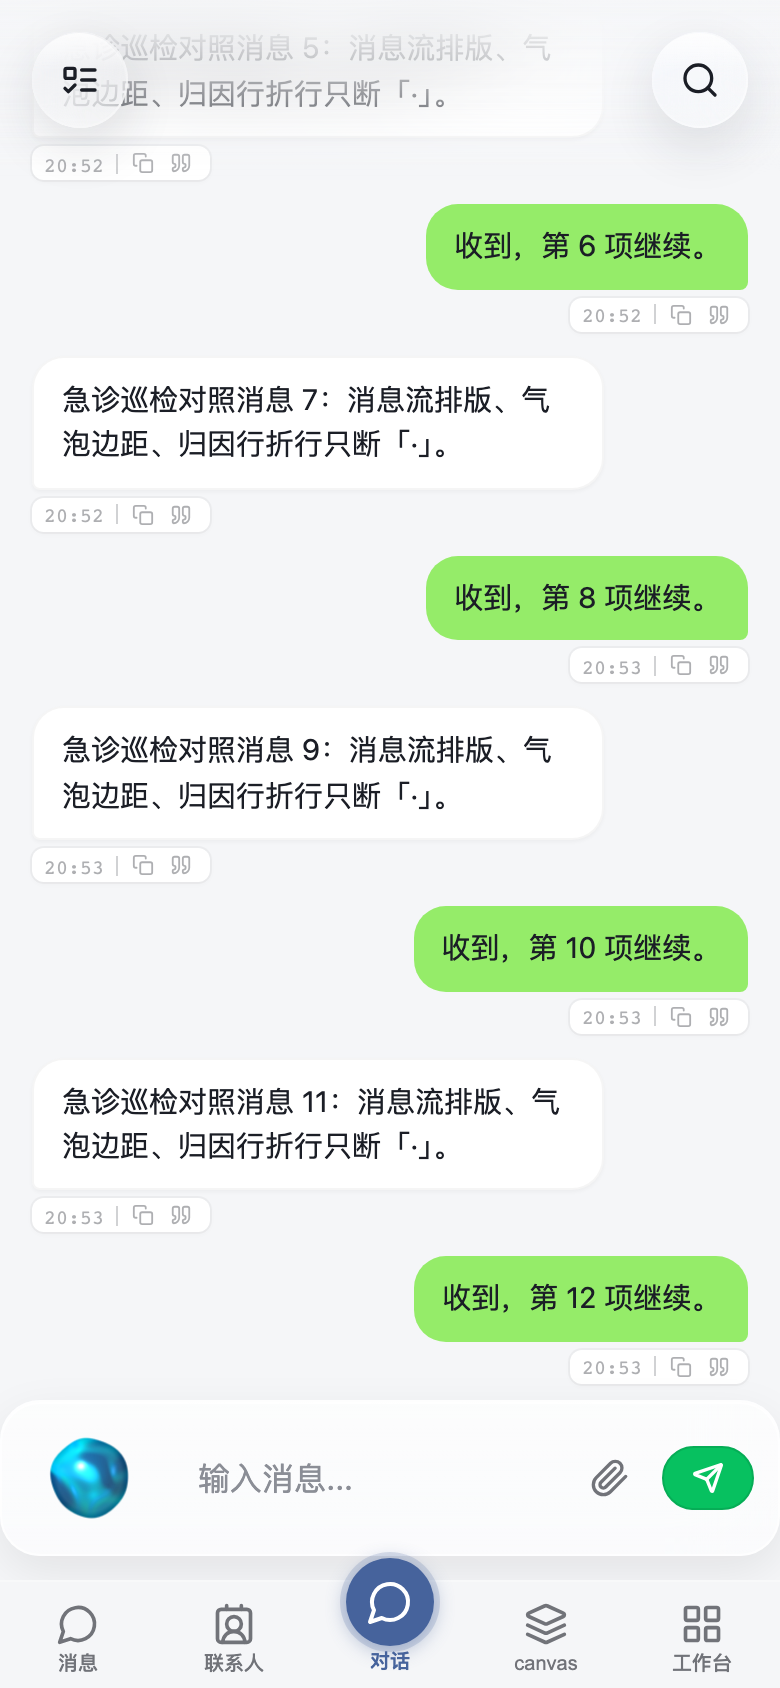 急诊巡检对照消息 5：消息流排版、气
泡边距、归因行折行只断「·」。
20:52
收到，第 6 项继续。
20:52
急诊巡检对照消息 7：消息流排版、气
泡边距、归因行折行只断「·」。
20:52
收到，第 8 项继续。
20:53
急诊巡检对照消息 9：消息流排版、气
泡边距、归因行折行只断「·」。
20:53
收到，第 10 项继续。
20:53
急诊巡检对照消息 11：消息流排版、气
泡边距、归因行折行只断「·」。
20:53
收到，第 12 项继续。
20:53
输入消息...
消息
联系人
对话
canvas
工作台